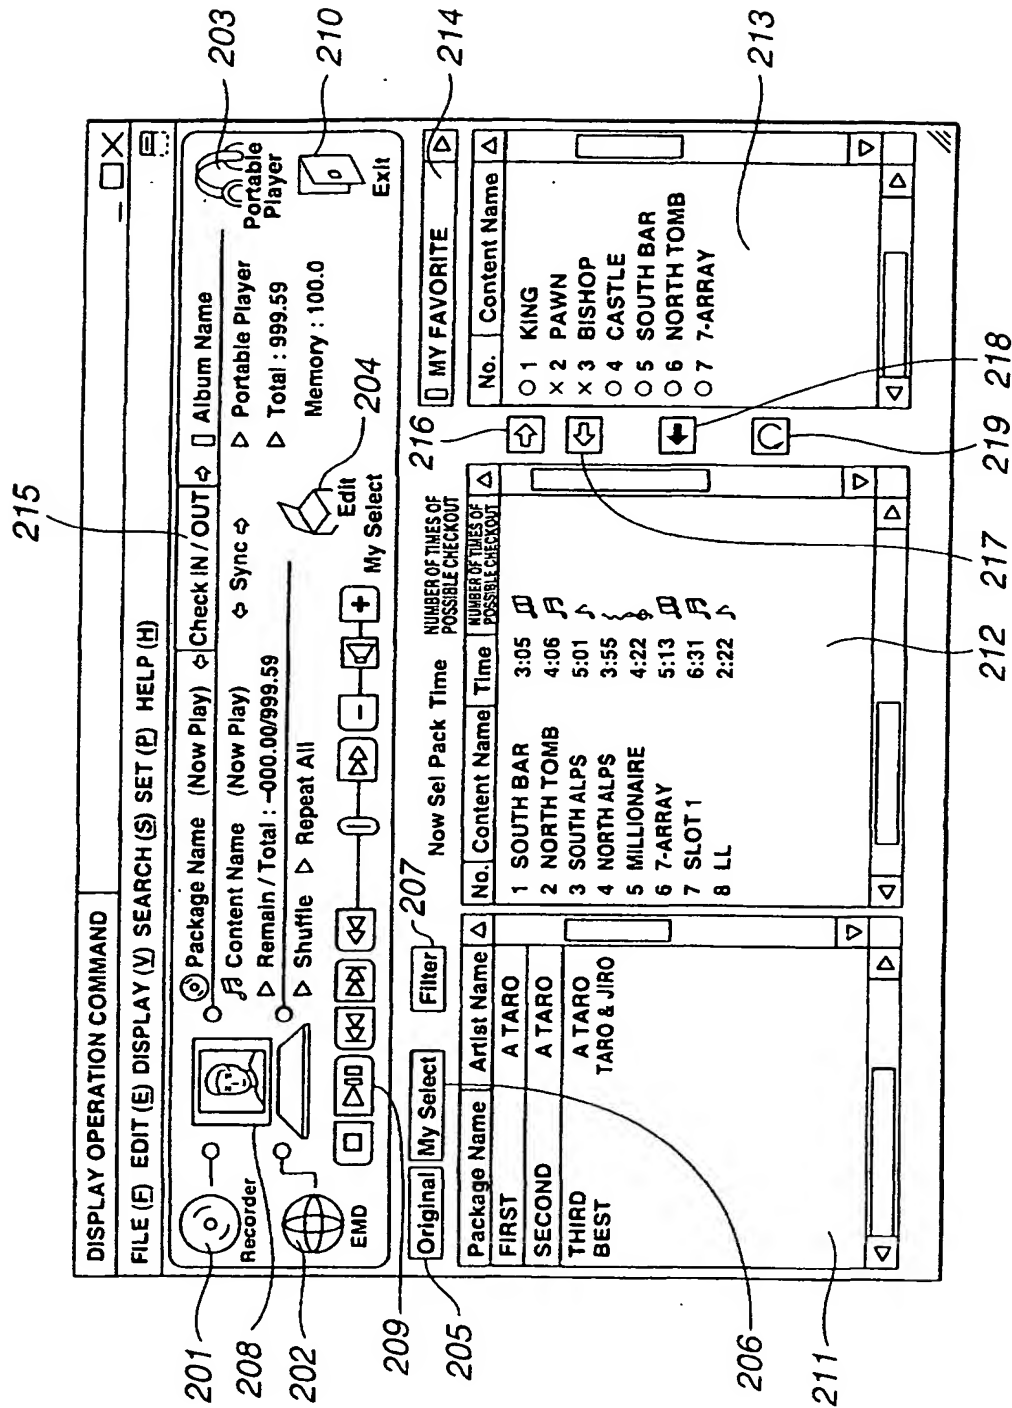 215
DISPLAY OPERATION COMMAND
FILE (F) EDIT (E) DISPLAY (V) SEARCH (S) SET (P) HELP (H)
201
Recorder
208
202
EMD
209
Package Name (Now Play)
Content Name (Now Play)
Remain / Total : –000.00/999.59
Shuffle ▷ Repeat All
Check IN / OUT
Sync
Album Name
Portable Player
Total : 999.59
Memory : 100.0
Portable
Player
203
210
Exit
204
Edit
My Select
205
Original
My Select
206
Filter
207
Now Sel Pack Time
NUMBER OF TIMES OF
POSSIBLE CHECKOUT
216
MY FAVORITE
214
Package Name Artist Name
FIRST A TARO
SECOND A TARO
THIRD A TARO
BEST TARO & JIRO
211
No. Content Name Time NUMBER OF TIMES OF
POSSIBLE CHECKOUT
1 SOUTH BAR 3:05
2 NORTH TOMB 4:06
3 SOUTH ALPS 5:01
4 NORTH ALPS 3:55
5 MILLIONAIRE 4:22
6 7-ARRAY 5:13
7 SLOT 1 6:31
8 LL 2:22
212
217
218
219
No. Content Name
○ 1 KING
× 2 PAWN
× 3 BISHOP
○ 4 CASTLE
○ 5 SOUTH BAR
○ 6 NORTH TOMB
○ 7 7-ARRAY
213